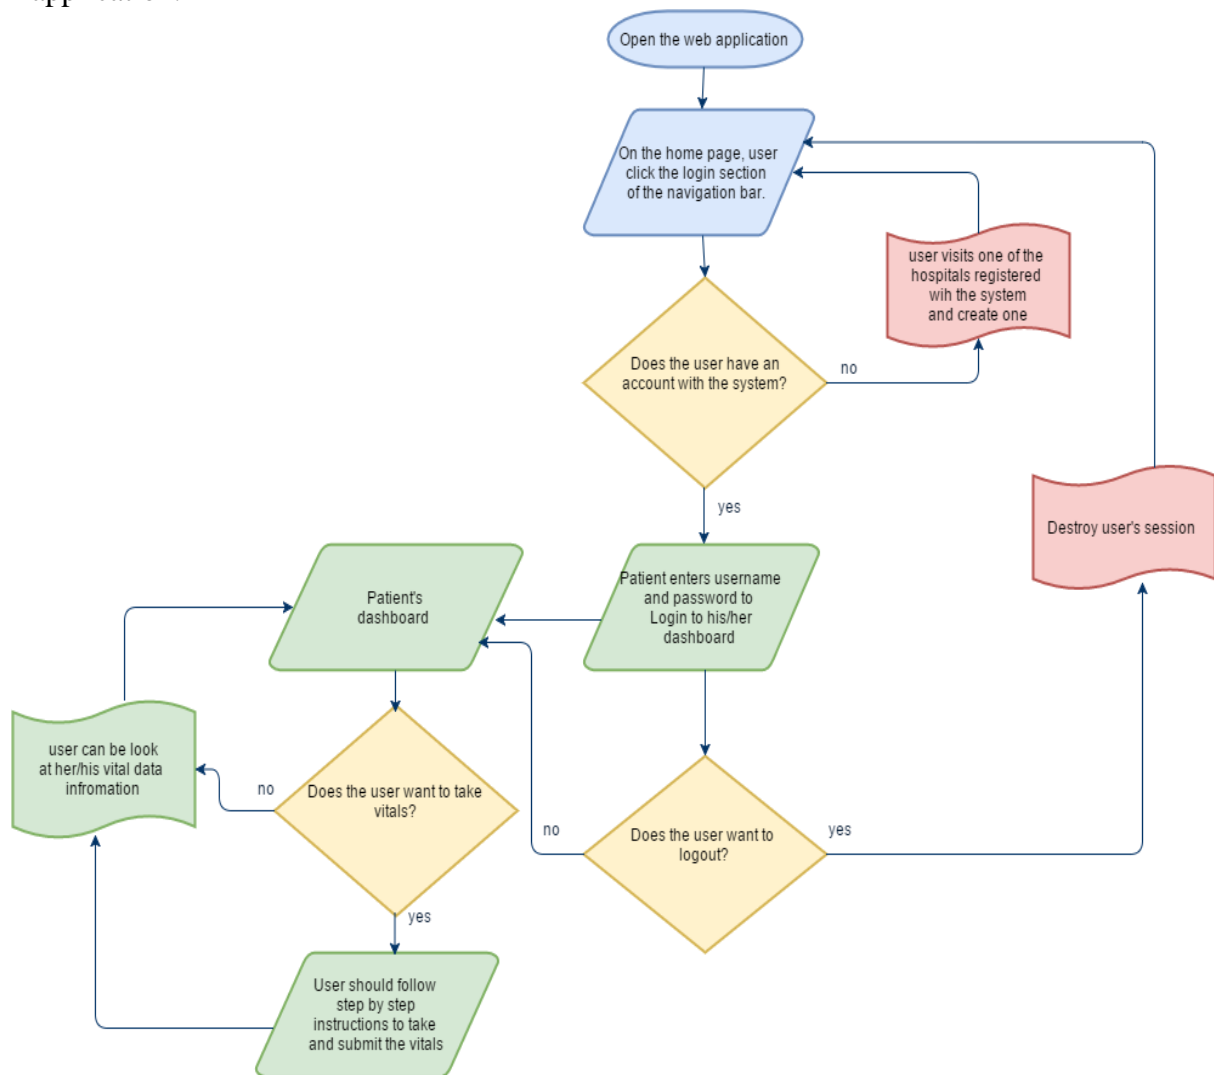 Open the web application
On the home page, user
click the login section
of the navigation bar.
user visits one of the
hospitals registered
wih the system
and create one
Does the user have an
account with the system?
no
yes
Destroy user's session
Patient's
dashboard
Patient enters username
and password to
Login to his/her
dashboard
user can be look
at her/his vital data
infromation
no
Does the user want to take
vitals?
no
Does the user want to
logout?
yes
yes
User should follow
step by step
instructions to take
and submit the vitals